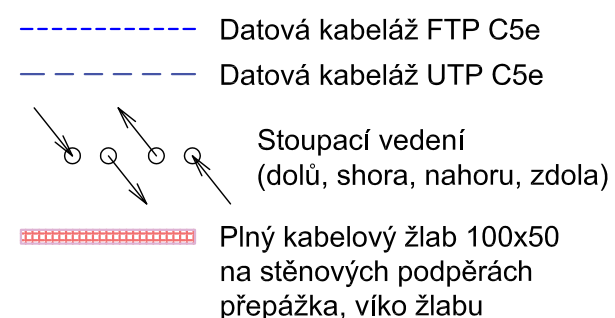 Datová kabeláž FTP C5e
Datová kabeláž UTP C5e
Stoupací vedení
(dolů, shora, nahoru, zdola)
Plný kabelový žlab 100x50
na stěnových podpěrách
přepážka, víko žlabu